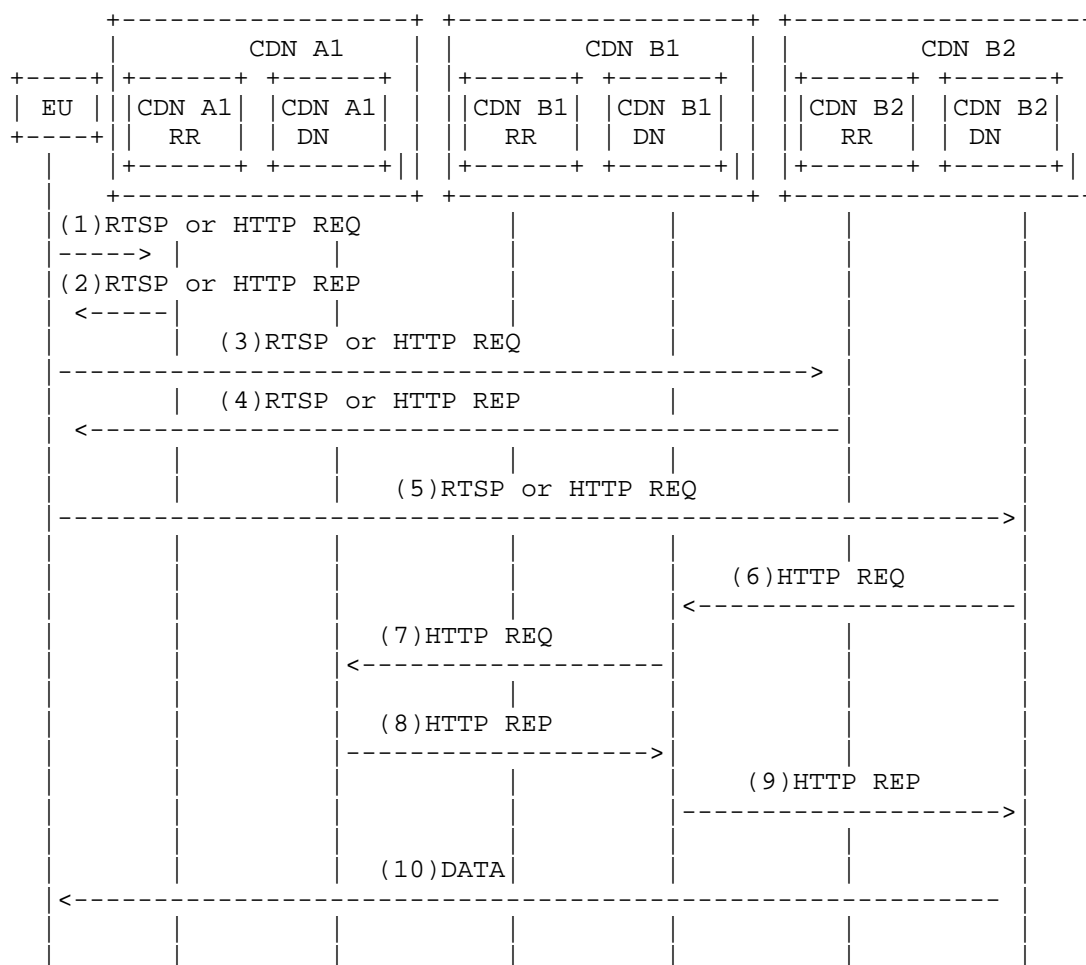 CDN A1 CDN B1 CDN B2
EU CDN A1 CDN A1 CDN B1 CDN B1 CDN B2 CDN B2
RR DN RR DN RR DN
(1)RTSP or HTTP REQ
(2)RTSP or HTTP REP
(3)RTSP or HTTP REQ
(4)RTSP or HTTP REP
(5)RTSP or HTTP REQ
(6)HTTP REQ
(7)HTTP REQ
(8)HTTP REP
(9)HTTP REP
(10)DATA